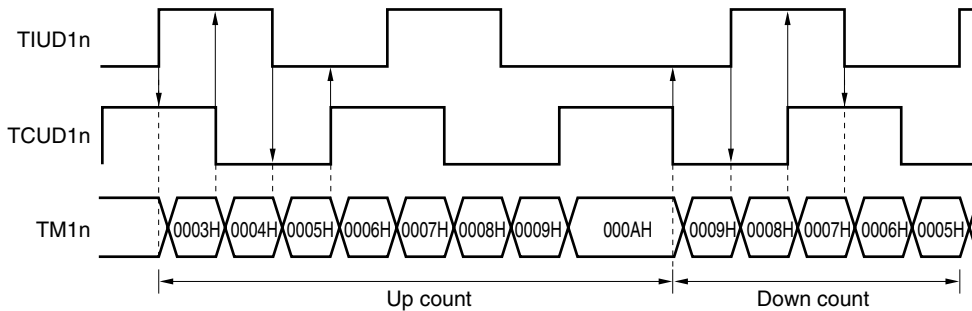 TIUD1n
TCUD1n
TM1n 0003H 0004H 0005H 0006H 0007H 0008H 0009H 000AH 0009H 0008H 0007H 0006H 0005H
Up count Down count